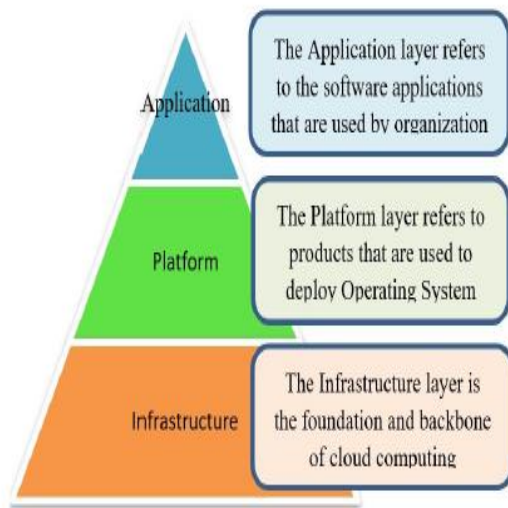 Application
The Application layer refers
to the software applications
that are used by organization
Platform
The Platform layer refers to
products that are used to
deploy Operating System
Infrastructure
The Infrastructure layer is
the foundation and backbone
of cloud computing